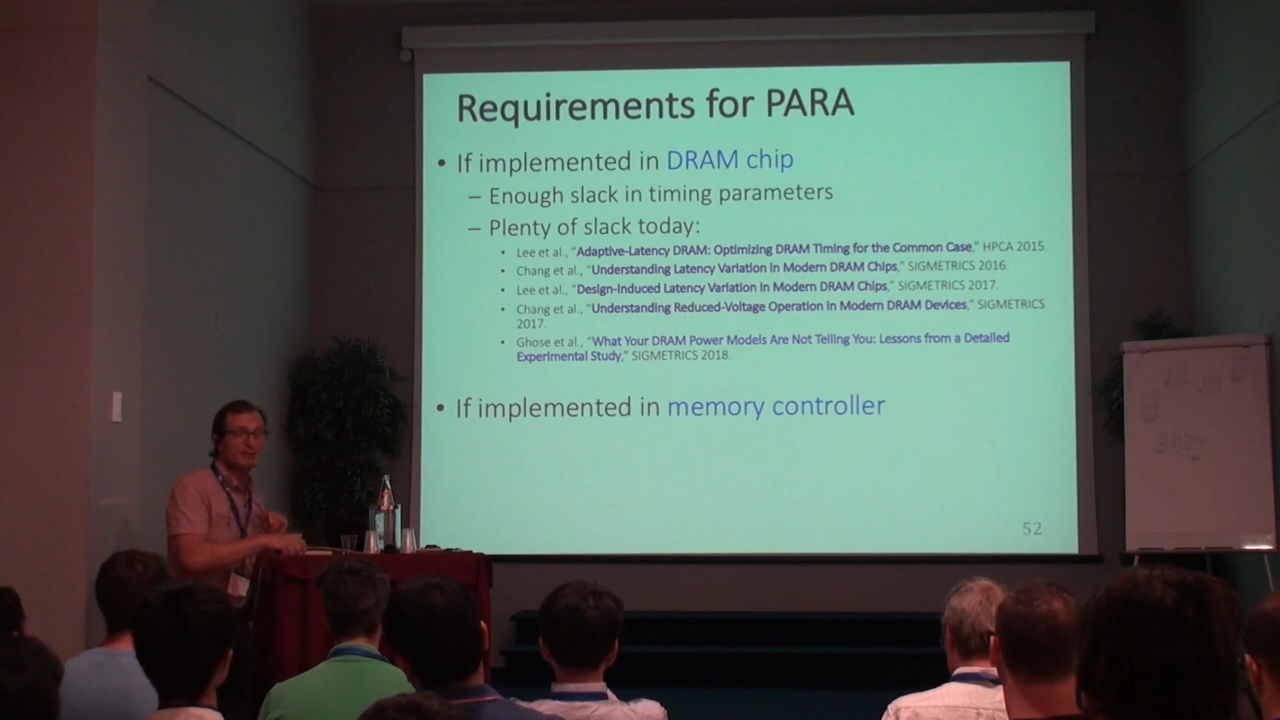 Requirements for PARA
• If implemented in DRAM chip
– Enough slack in timing parameters
– Plenty of slack today:
• Lee et al., "Adaptive-Latency DRAM: Optimizing DRAM Timing for the Common Case," HPCA 2015.
• Chang et al., "Understanding Latency Variation in Modern DRAM Chips," SIGMETRICS 2016.
• Lee et al., "Design-Induced Latency Variation in Modern DRAM Chips," SIGMETRICS 2017.
• Chang et al., "Understanding Reduced-Voltage Operation in Modern DRAM Devices," SIGMETRICS
2017.
• Ghose et al., "What Your DRAM Power Models Are Not Telling You: Lessons from a Detailed
Experimental Study," SIGMETRICS 2018.
• If implemented in memory controller
52